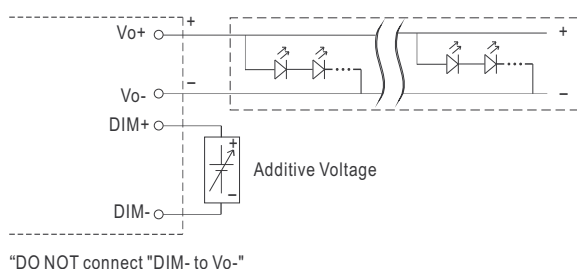 Vo+
+
+
Vo-
−
−
DIM+
+
Additive Voltage
−
DIM-
“DO NOT connect "DIM- to Vo-"